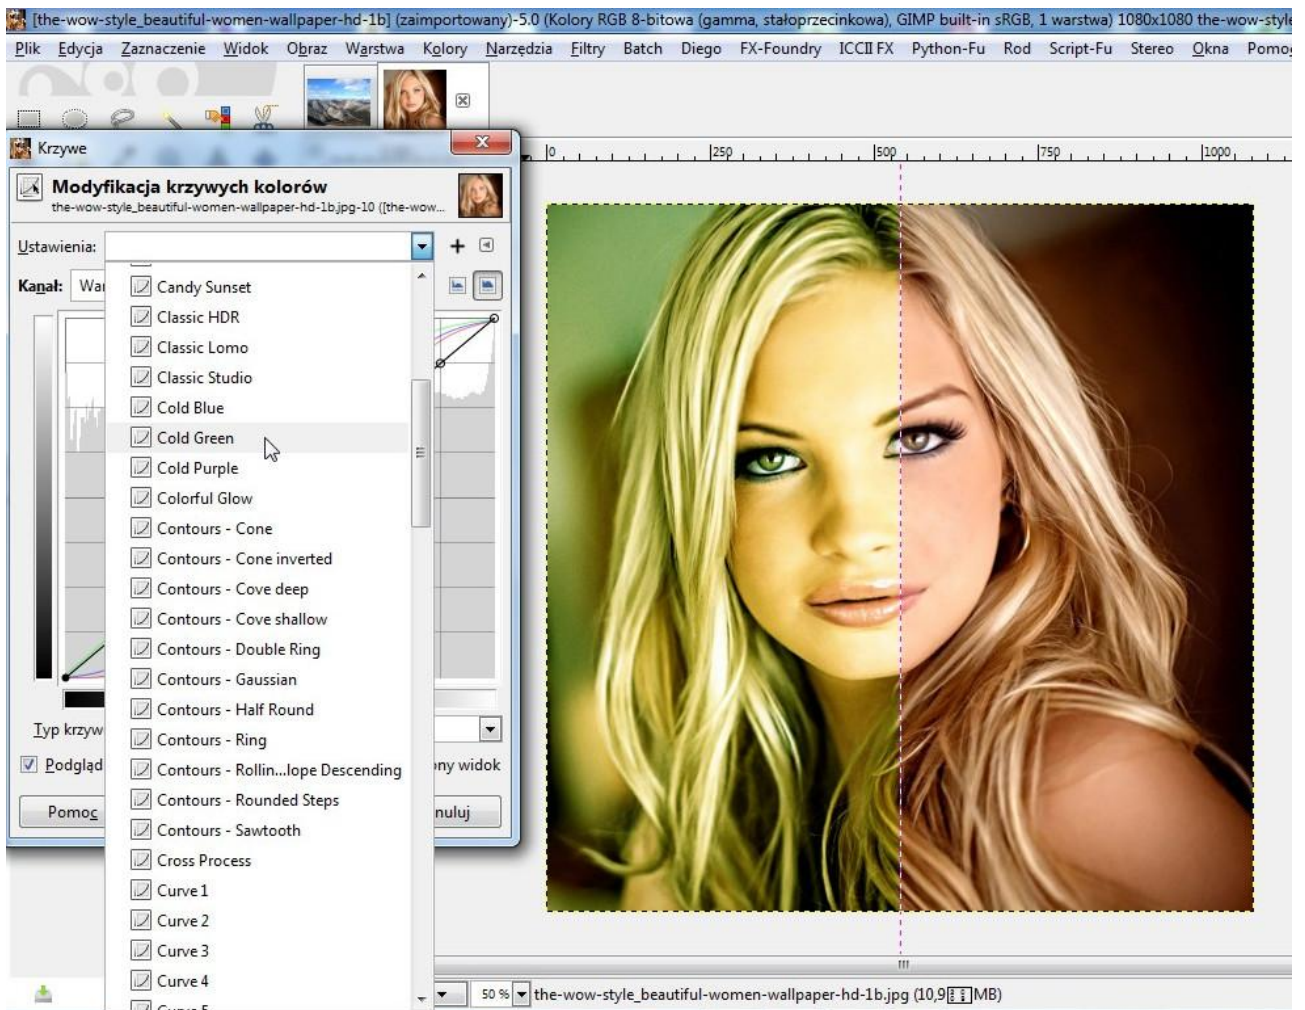 [the-wow-style_beautiful-women-wallpaper-hd-1b] (zaimportowany)-5.0 (Kolory RGB 8-bitowa (gamma, stałoprzecinkowa), GIMP built-in sRGB, 1 warstwa) 1080x1080 the-wow-style
Plik Edycja Zaznaczenie Widok Obraz Warstwa Kolory Narzędzia Filtry Batch Diego FX-Foundry ICCII FX Python-Fu Rod Script-Fu Stereo Okna Pomoc
Krzywe
0 250 500 750 1000
Modyfikacja krzywych kolorów
the-wow-style_beautiful-women-wallpaper-hd-1b.jpg-10 ([the-wow...
Ustawienia:
Kanał: War
Candy Sunset
Classic HDR
Classic Lomo
Classic Studio
Cold Blue
Cold Green
Cold Purple
Colorful Glow
Contours - Cone
Contours - Cone inverted
Contours - Cove deep
Contours - Cove shallow
Contours - Double Ring
Contours - Gaussian
Contours - Half Round
Contours - Ring
Contours - Rollin...lope Descending
Contours - Rounded Steps
Contours - Sawtooth
Cross Process
Curve 1
Curve 2
Curve 3
Curve 4
Typ krzyw
Podgląd ony widok
Pomoc nuluj
50 % the-wow-style_beautiful-women-wallpaper-hd-1b.jpg (10,9 MB)